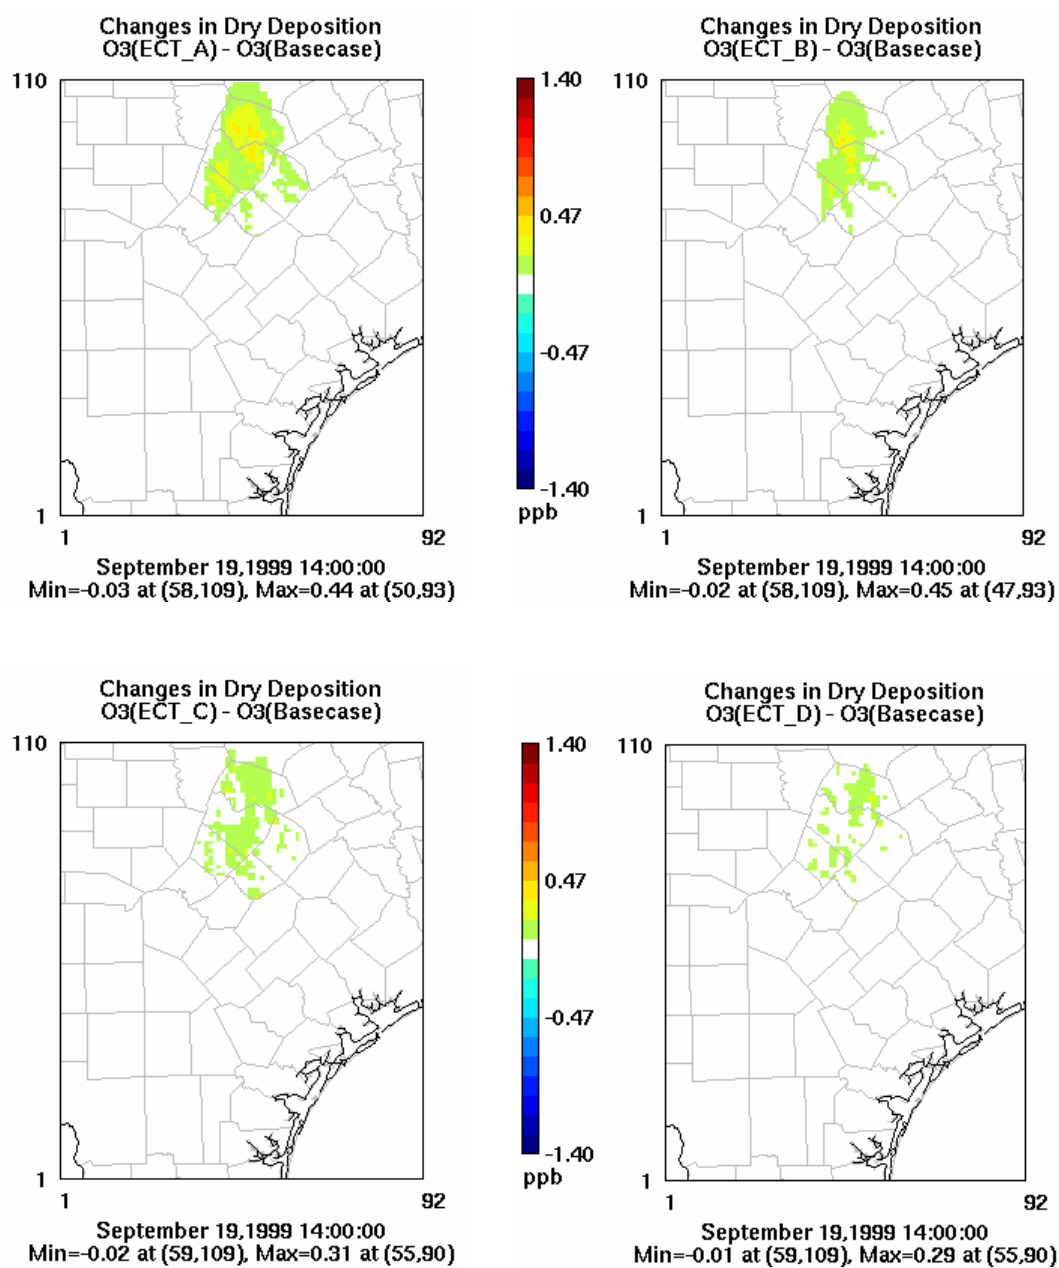 Changes in Dry Deposition
O3(ECT_A) - O3(Basecase)
110
1
1
92
September 19,1999 14:00:00
Min=-0.03 at (58,109), Max=0.44 at (50,93)
1.40
0.47
-0.47
-1.40
ppb
Changes in Dry Deposition
O3(ECT_B) - O3(Basecase)
110
1
1
92
September 19,1999 14:00:00
Min=-0.02 at (58,109), Max=0.45 at (47,93)
Changes in Dry Deposition
O3(ECT_C) - O3(Basecase)
110
1
1
92
September 19,1999 14:00:00
Min=-0.02 at (59,109), Max=0.31 at (55,90)
1.40
0.47
-0.47
-1.40
ppb
Changes in Dry Deposition
O3(ECT_D) - O3(Basecase)
110
1
1
92
September 19,1999 14:00:00
Min=-0.01 at (59,109), Max=0.29 at (55,90)